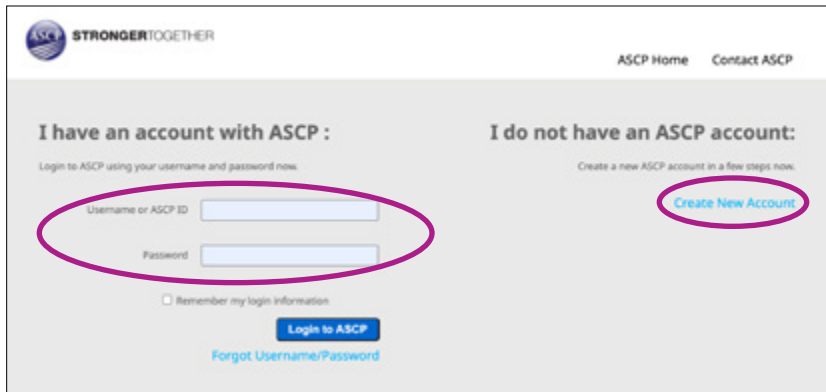 ASCP
STRONGERTOGETHER
ASCP Home Contact ASCP
I have an account with ASCP :
Login to ASCP using your username and password now.
Username or ASCP ID
Password
Remember my login information
Login to ASCP
Forgot Username/Password
I do not have an ASCP account:
Create a new ASCP account in a few steps now.
Create New Account